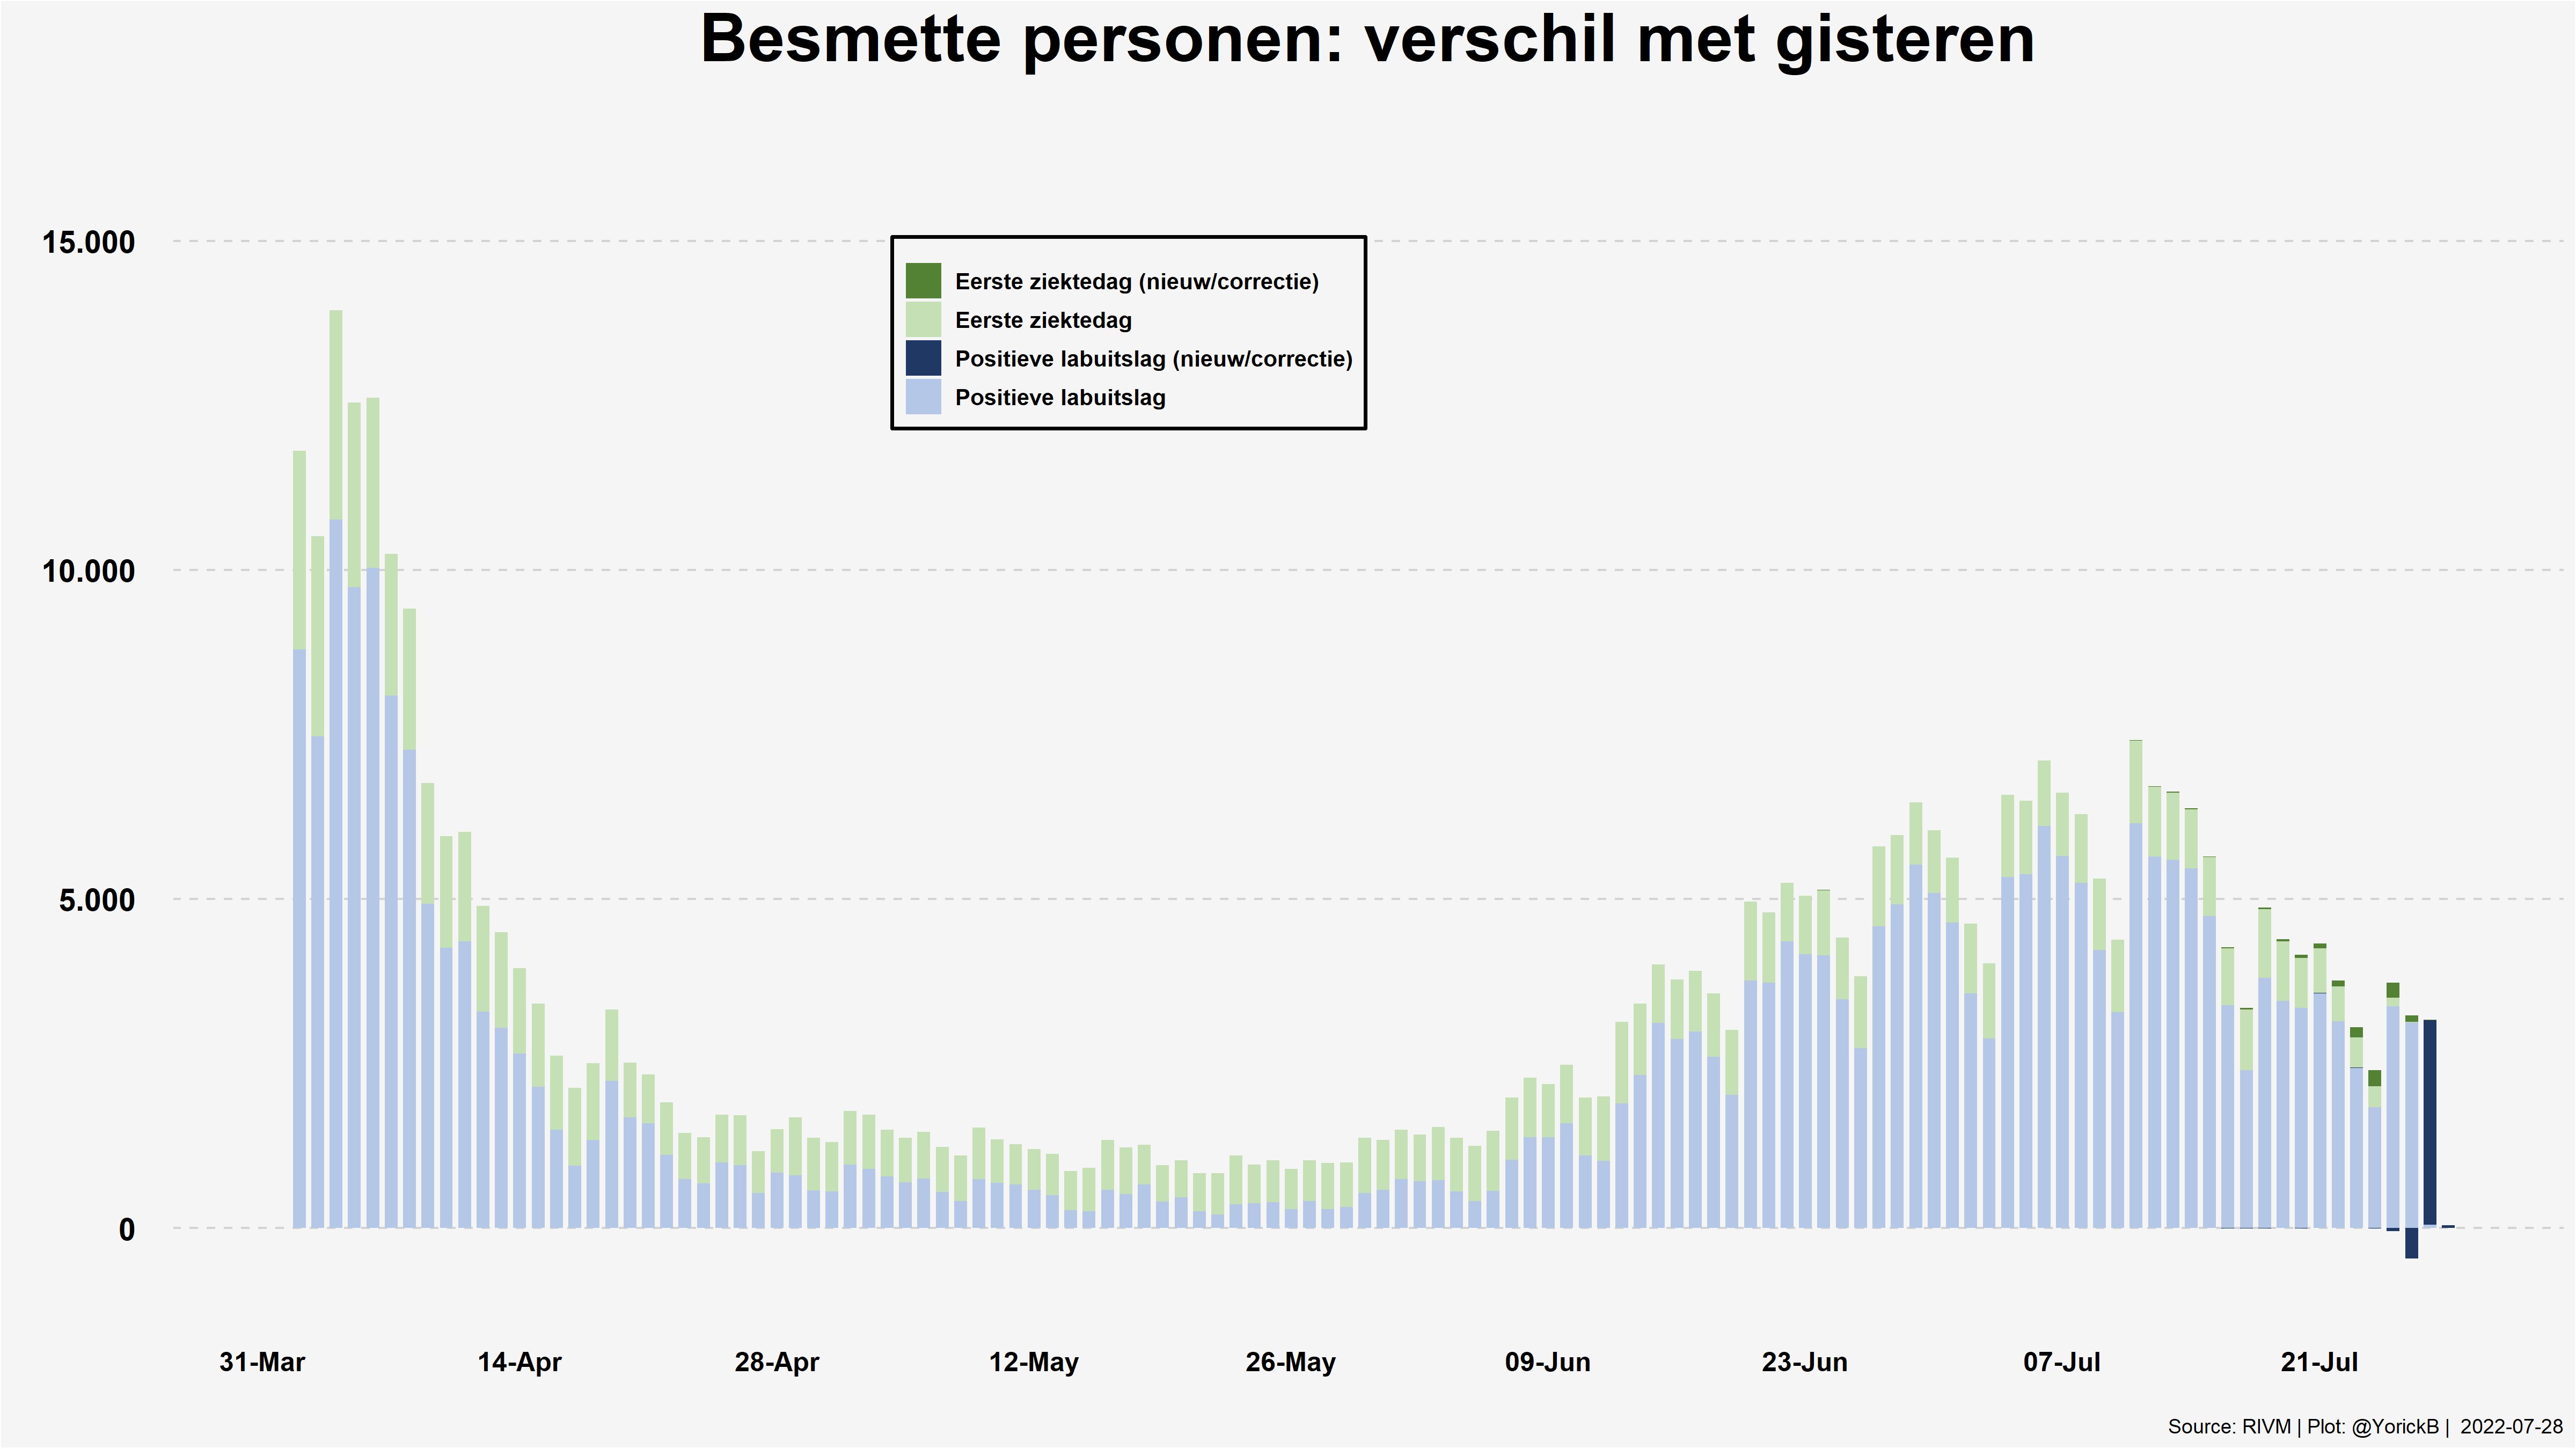 Besmette personen: verschil met gisteren
15.000
10.000
5.000
0
Eerste ziektedag (nieuw/correctie)
Eerste ziektedag
Positieve labuitslag (nieuw/correctie)
Positieve labuitslag
31-Mar 14-Apr 28-Apr 12-May 26-May 09-Jun 23-Jun 07-Jul 21-Jul
Source: RIVM | Plot: @YorickB | 2022-07-28